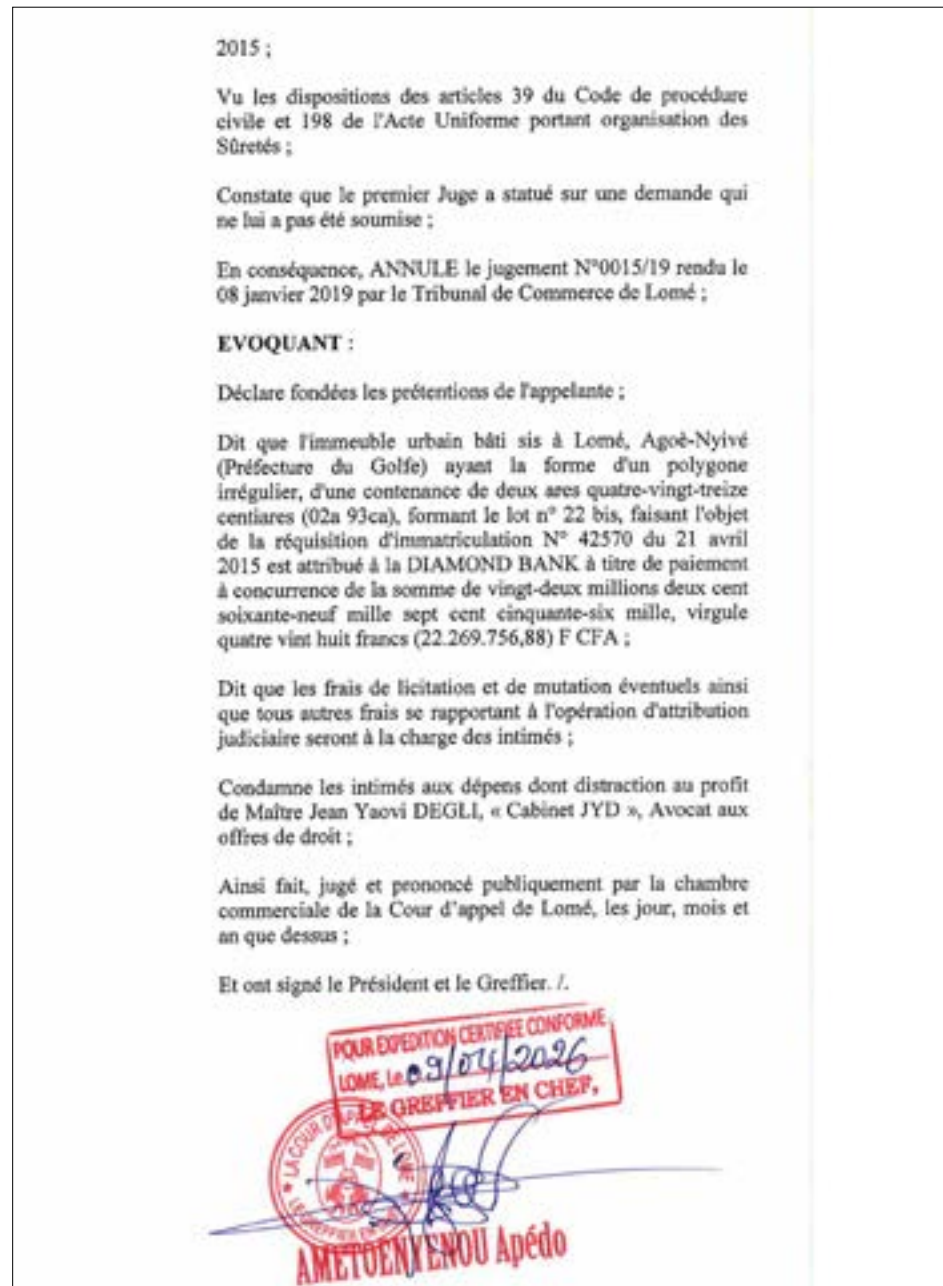 2015 ;
Vu les dispositions des articles 39 du Code de procédure
civile et 198 de l'Acte Uniforme portant organisation des
Sûretés ;
Constate que le premier Juge a statué sur une demande qui
ne lui a pas été soumise ;
En conséquence, ANNULE le jugement N°0015/19 rendu le
08 janvier 2019 par le Tribunal de Commerce de Lomé ;
EVOQUANT :
Déclare fondées les prétentions de l'appelante ;
Dit que l'immeuble urbain bâti sis à Lomé, Agoè-Nyivé
(Préfecture du Golfe) ayant la forme d'un polygone
irrégulier, d'une contenance de deux ares quatre-vingt-treize
centiares (02a 93ca), formant le lot n° 22 bis, faisant l'objet
de la réquisition d'immatriculation N° 42570 du 21 avril
2015 est attribué à la DIAMOND BANK à titre de paiement
à concurrence de la somme de vingt-deux millions deux cent
soixante-neuf mille sept cent cinquante-six mille, virgule
quatre vint huit francs (22.269.756,88) F CFA ;
Dit que les frais de licitation et de mutation éventuels ainsi
que tous autres frais se rapportant à l'opération d'attribution
judiciaire seront à la charge des intimés ;
Condamne les intimés aux dépens dont distraction au profit
de Maître Jean Yaovi DEGLI, « Cabinet JYD », Avocat aux
offres de droit ;
Ainsi fait, jugé et prononcé publiquement par la chambre
commerciale de la Cour d'appel de Lomé, les jour, mois et
an que dessus ;
Et ont signé le Président et le Greffier. /.
POUR EXPEDITION CERTIFIEE CONFORME
LOME, Le 09/04/2026
LE GREFFIER EN CHEF,
LA COUR D'APPEL DE LOME
LE GREFFIER EN
AMETOENYENOU Apédo